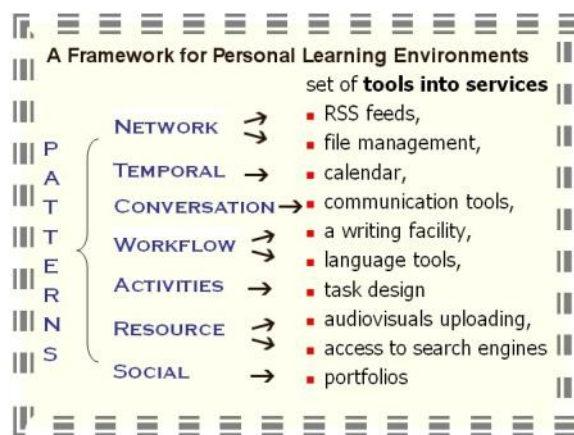 A Framework for Personal Learning Environments
set of tools into services
PATTERNS
NETWORK
TEMPORAL
CONVERSATION
WORKFLOW
ACTIVITIES
RESOURCE
SOCIAL
RSS feeds,
file management,
calendar,
communication tools,
a writing facility,
language tools,
task design
audiovisuals uploading,
access to search engines
portfolios